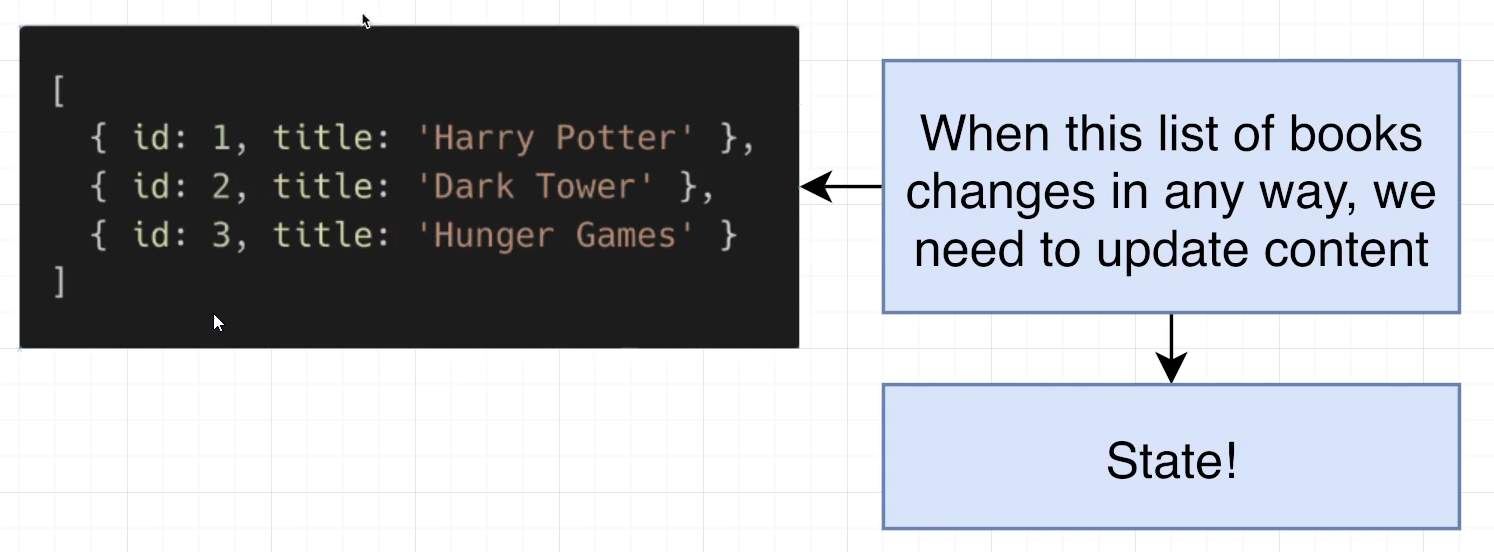 [
  { id: 1, title: 'Harry Potter' },
  { id: 2, title: 'Dark Tower' },
  { id: 3, title: 'Hunger Games' }
]
When this list of books
changes in any way, we
need to update content
State!